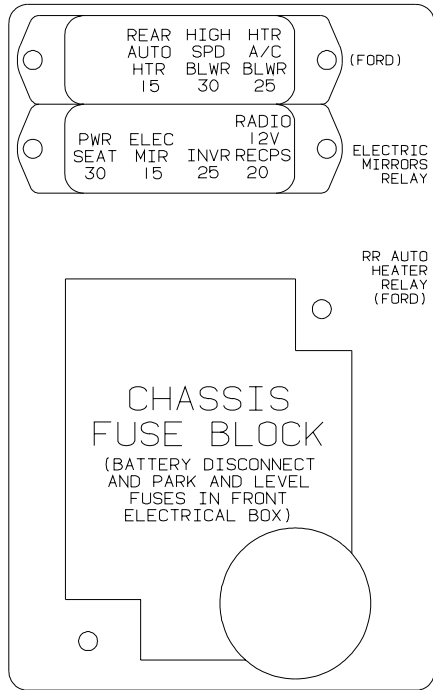 REAR HIGH HTR
AUTO SPD A/C
HTR BLWR BLWR
15 30 25
(FORD)
RADIO
PWR ELEC 12V
SEAT MIR INVR RECPS
30 15 25 20
ELECTRIC
MIRRORS
RELAY
RR AUTO
HEATER
RELAY
(FORD)
CHASSIS
FUSE BLOCK
(BATTERY DISCONNECT
AND PARK AND LEVEL
FUSES IN FRONT
ELECTRICAL BOX)